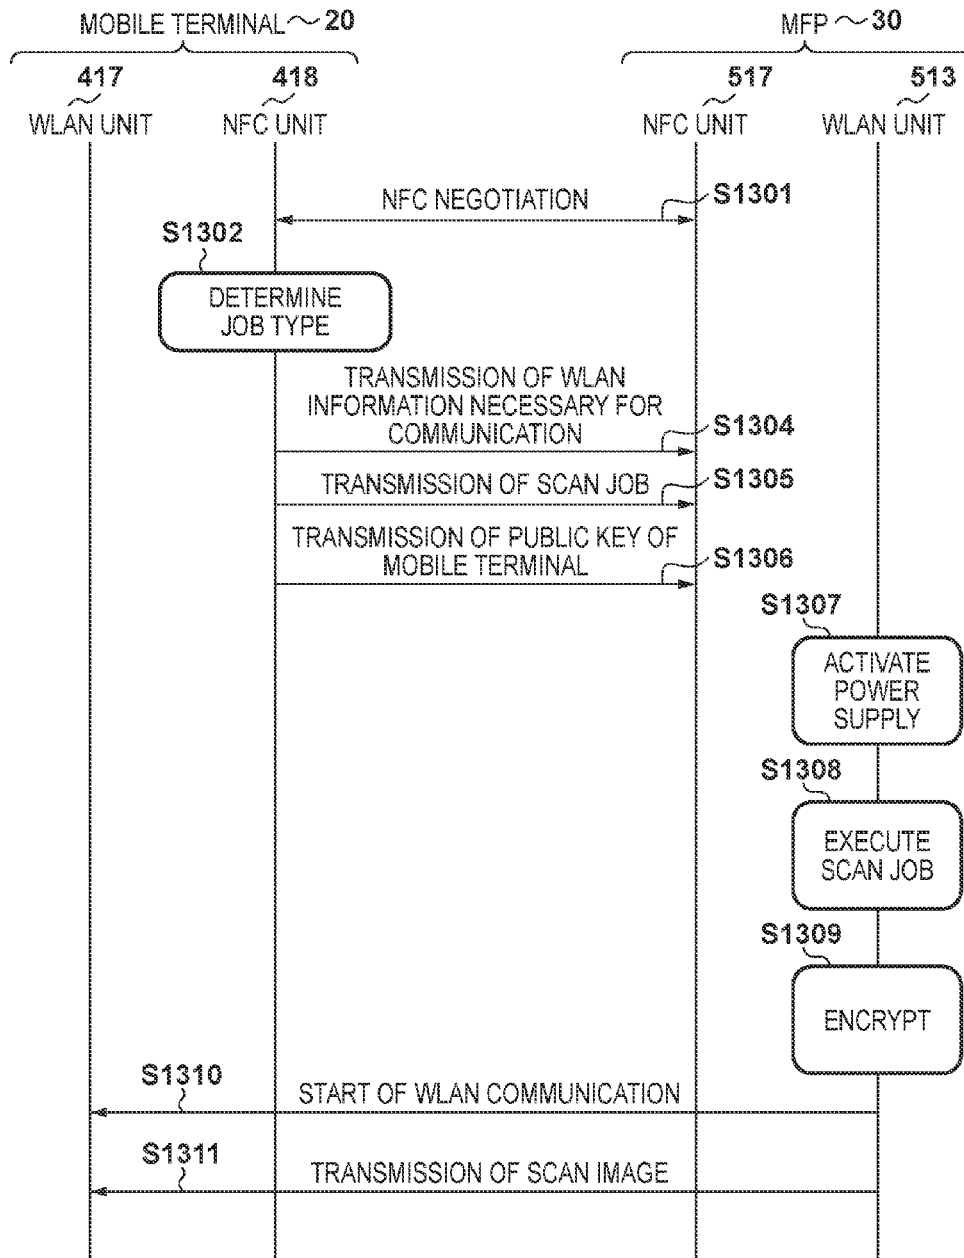 MOBILE TERMINAL 20
MFP 30
417
418
517
513
WLAN UNIT
NFC UNIT
NFC UNIT
WLAN UNIT
NFC NEGOTIATION
S1301
S1302
DETERMINE
JOB TYPE
TRANSMISSION OF WLAN
INFORMATION NECESSARY FOR
COMMUNICATION
S1304
TRANSMISSION OF SCAN JOB
S1305
TRANSMISSION OF PUBLIC KEY OF
MOBILE TERMINAL
S1306
S1307
ACTIVATE
POWER
SUPPLY
S1308
EXECUTE
SCAN JOB
S1309
ENCRYPT
S1310
START OF WLAN COMMUNICATION
S1311
TRANSMISSION OF SCAN IMAGE